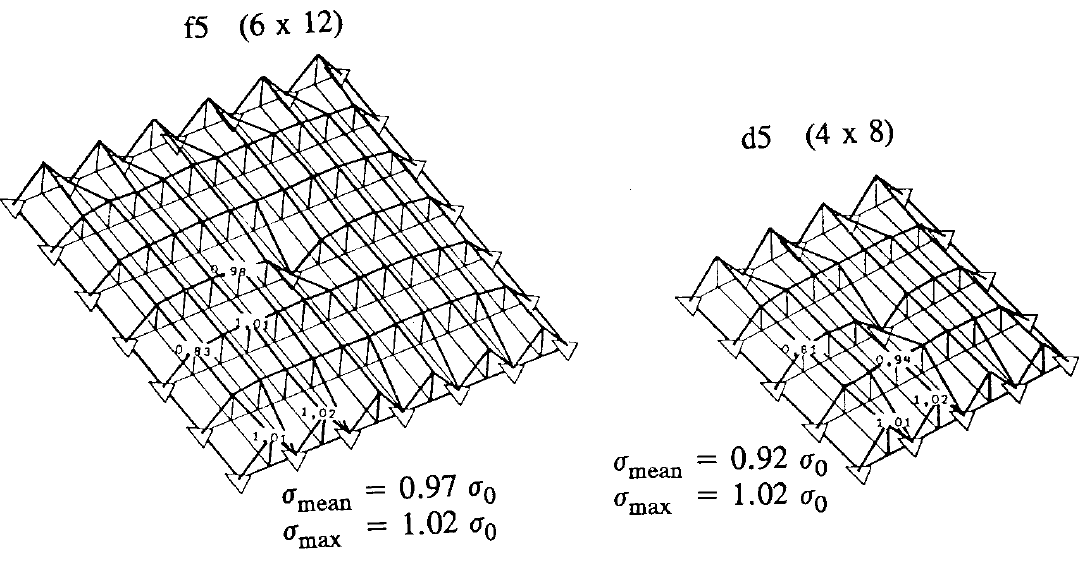 f5 (6 x 12)
0.98
1.01
0.83
1.02
1.01
σmean = 0.97 σ0
σmax = 1.02 σ0
d5 (4 x 8)
0.81
0.94
1.02
1.01
σmean = 0.92 σ0
σmax = 1.02 σ0